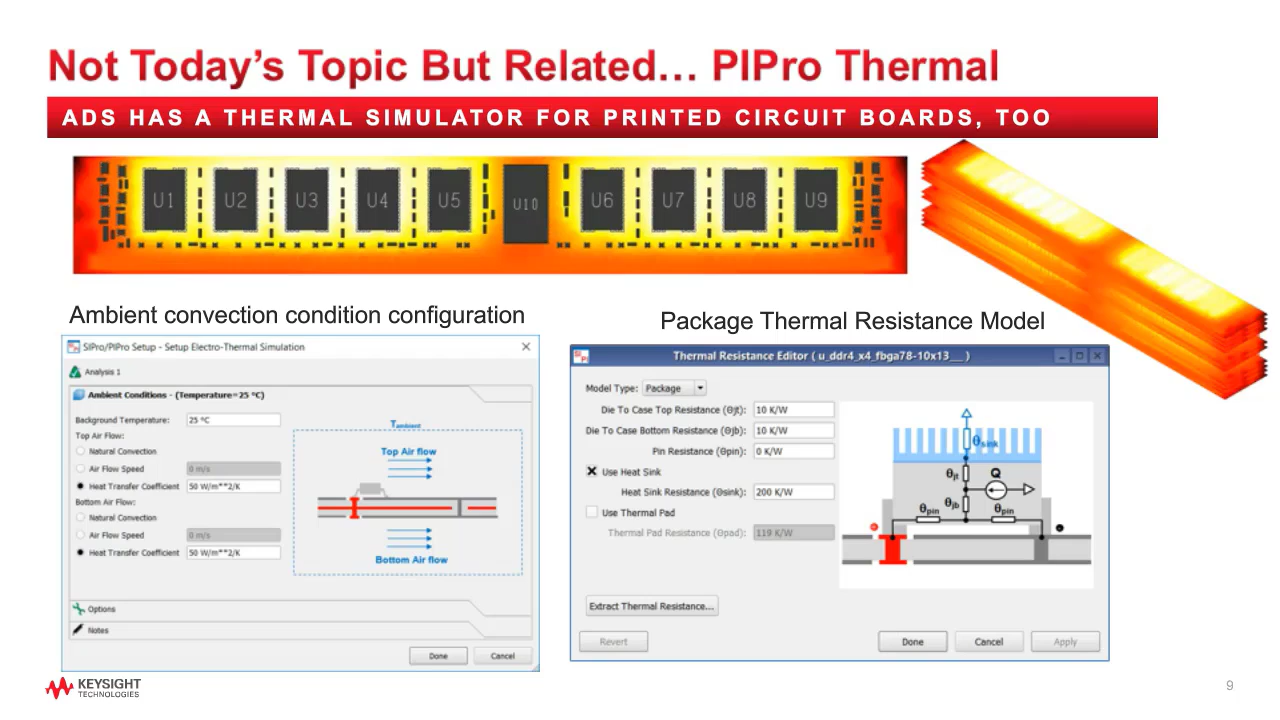 Not Today's Topic But Related… PIPro Thermal
ADS HAS A THERMAL SIMULATOR FOR PRINTED CIRCUIT BOARDS, TOO
U1 U2 U3 U4 U5 U10 U6 U7 U8 U9
Ambient convection condition configuration
SIPro/PIPro Setup - Setup Electro-Thermal Simulation
Analysis 1
Ambient Conditions - (Temperature=25 °C)
Background Temperature: 25 °C
Top Air Flow:
Natural Convection
Air Flow Speed 0 m/s
Heat Transfer Coefficient 50 W/m**2/K
Bottom Air Flow:
Natural Convection
Air Flow Speed 0 m/s
Heat Transfer Coefficient 50 W/m**2/K
Tambient
Top Air flow
Bottom Air flow
Options
Notes
Done Cancel
Package Thermal Resistance Model
Thermal Resistance Editor ( u_ddr4_x4_fbga78-10x13__ )
Model Type: Package
Die To Case Top Resistance (Θjt): 10 K/W
Die To Case Bottom Resistance (Θjb): 10 K/W
Pin Resistance (Θpin): 0 K/W
Use Heat Sink
Heat Sink Resistance (Θsink): 200 K/W
Use Thermal Pad
Thermal Pad Resistance (Θpad): 119 K/W
θsink
θjt Q
θpin θjb θpin
Extract Thermal Resistance...
Revert Done Cancel Apply
KEYSIGHT
TECHNOLOGIES
9